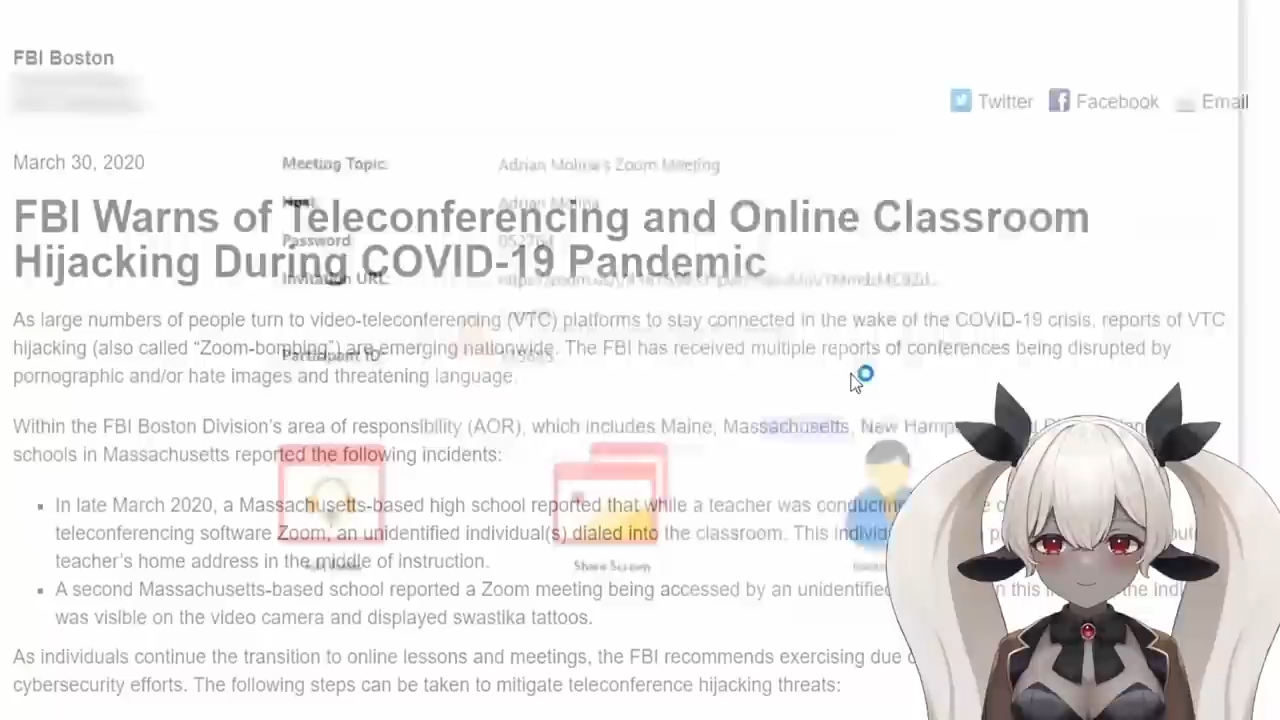 FBI Boston
Twitter Facebook Email
March 30, 2020
Meeting Topic: Adrian Molina's Zoom Meeting
Host: Adrian Molina
FBI Warns of Teleconferencing and Online Classroom
Password
Hijacking During COVID-19 Pandemic
Invitation URL:
As large numbers of people turn to video-teleconferencing (VTC) platforms to stay connected in the wake of the COVID-19 crisis, reports of VTC
hijacking (also called “Zoom-bombing”) are emerging nationwide. The FBI has received multiple reports of conferences being disrupted by
Participant ID:
pornographic and/or hate images and threatening language.
Within the FBI Boston Division’s area of responsibility (AOR), which includes Maine, Massachusetts, New Hamp
schools in Massachusetts reported the following incidents:
In late March 2020, a Massachusetts-based high school reported that while a teacher was conducting
teleconferencing software Zoom, an unidentified individual(s) dialed into the classroom. This individ
teacher’s home address in the middle of instruction.
Share Screen
A second Massachusetts-based school reported a Zoom meeting being accessed by an unidentified
was visible on the video camera and displayed swastika tattoos.
As individuals continue the transition to online lessons and meetings, the FBI recommends exercising due
cybersecurity efforts. The following steps can be taken to mitigate teleconference hijacking threats: